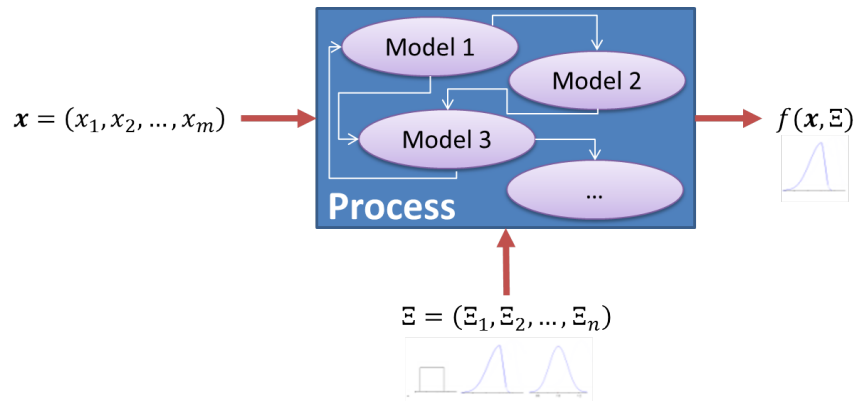 Model 1
Model 2
𝒙 = (𝑥₁, 𝑥₂, …, 𝑥ₘ)
𝑓(𝒙, Ξ)
Model 3
...
Process
Ξ = (Ξ₁, Ξ₂, …, Ξₙ)